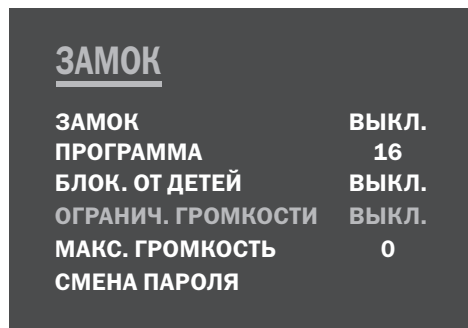 ЗАМОК
ЗАМОК ВЫКЛ.
ПРОГРАММА 16
БЛОК. ОТ ДЕТЕЙ ВЫКЛ.
ОГРАНИЧ. ГРОМКОСТИ ВЫКЛ.
МАКС. ГРОМКОСТЬ 0
СМЕНА ПАРОЛЯ